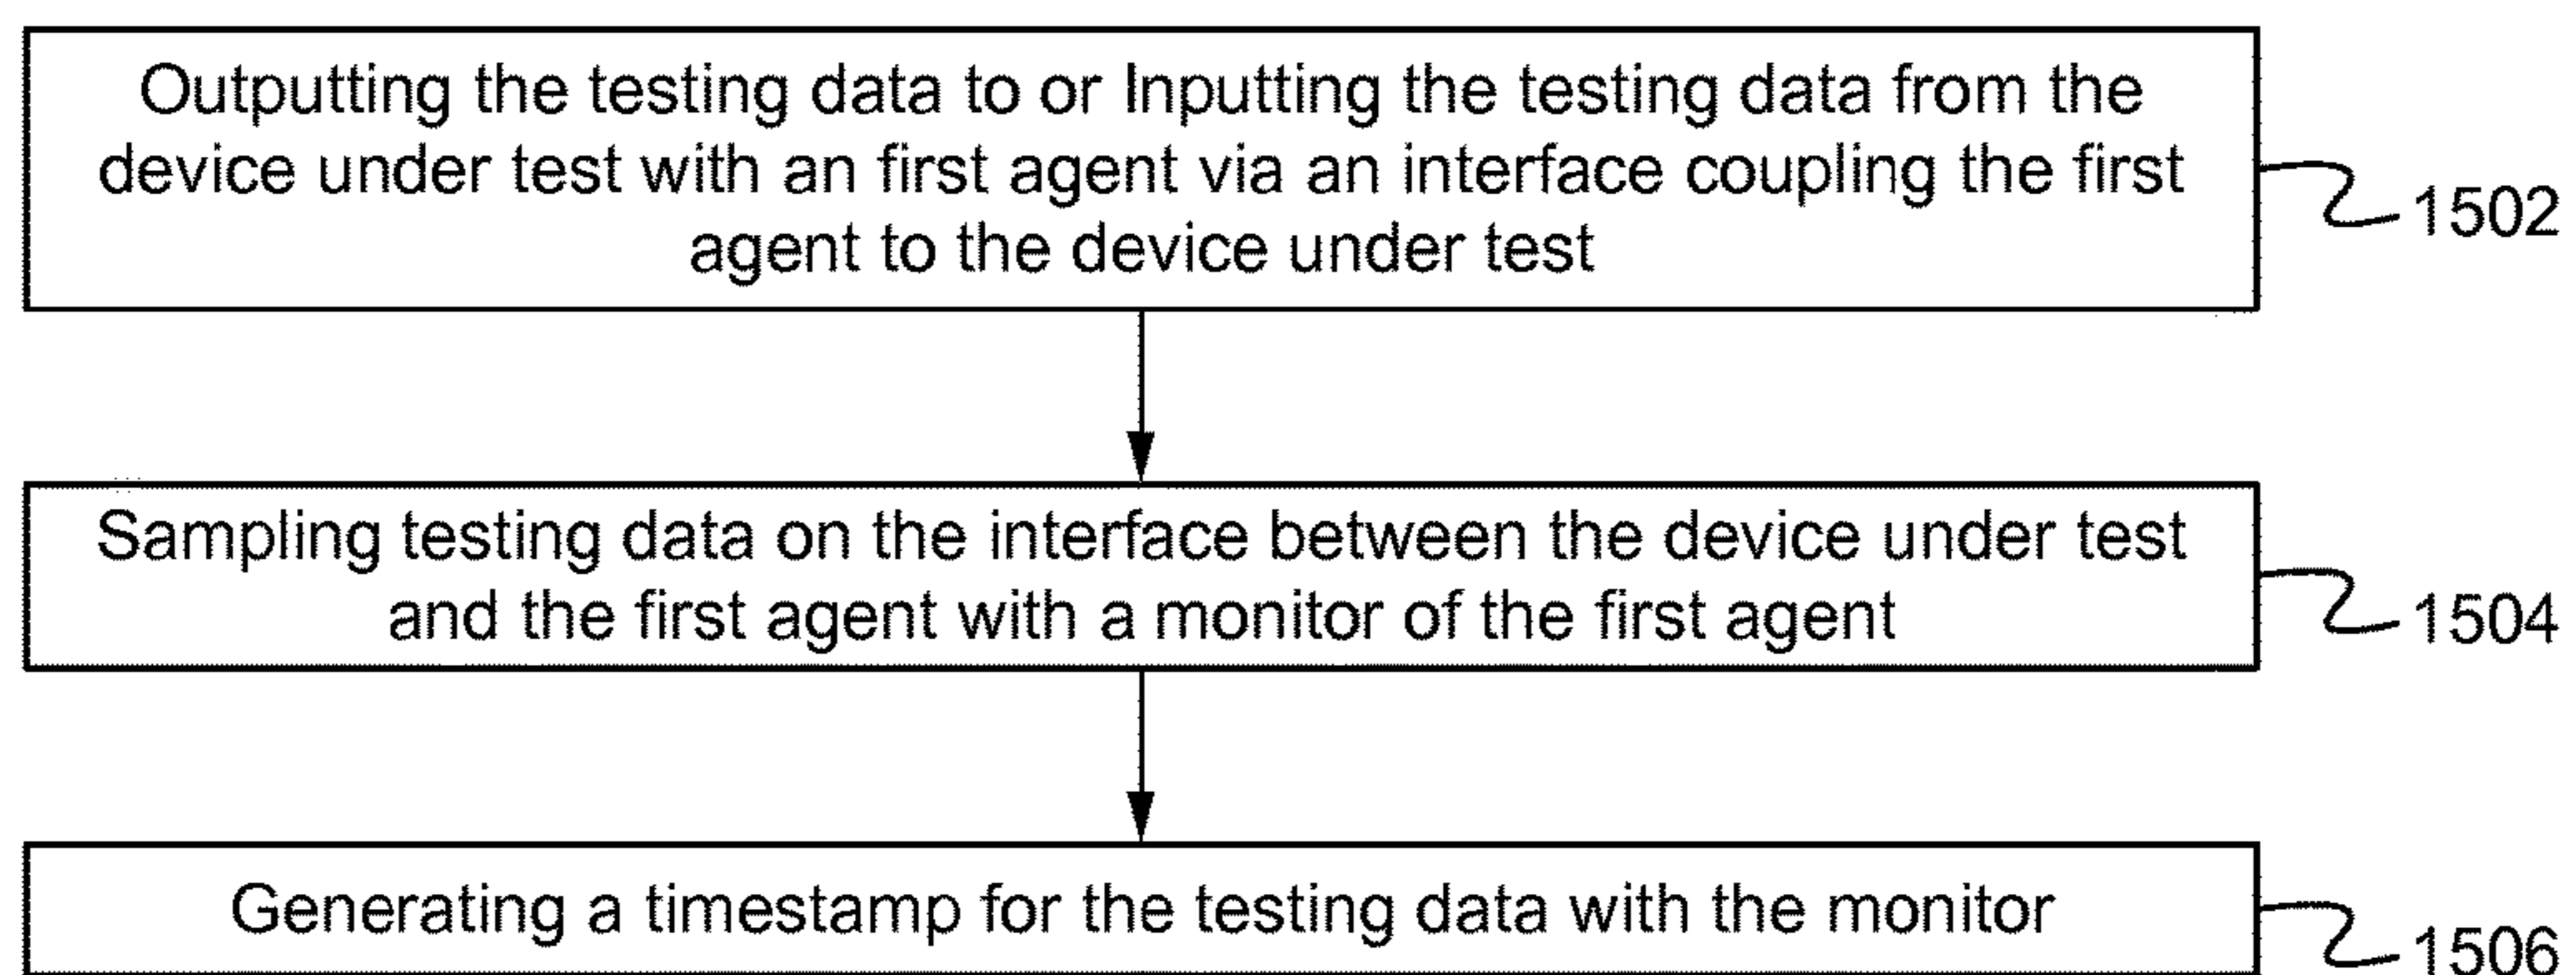 Outputting the testing data to or Inputting the testing data from the
device under test with an first agent via an interface coupling the first
agent to the device under test
1502
Sampling testing data on the interface between the device under test
and the first agent with a monitor of the first agent
1504
Generating a timestamp for the testing data with the monitor
1506